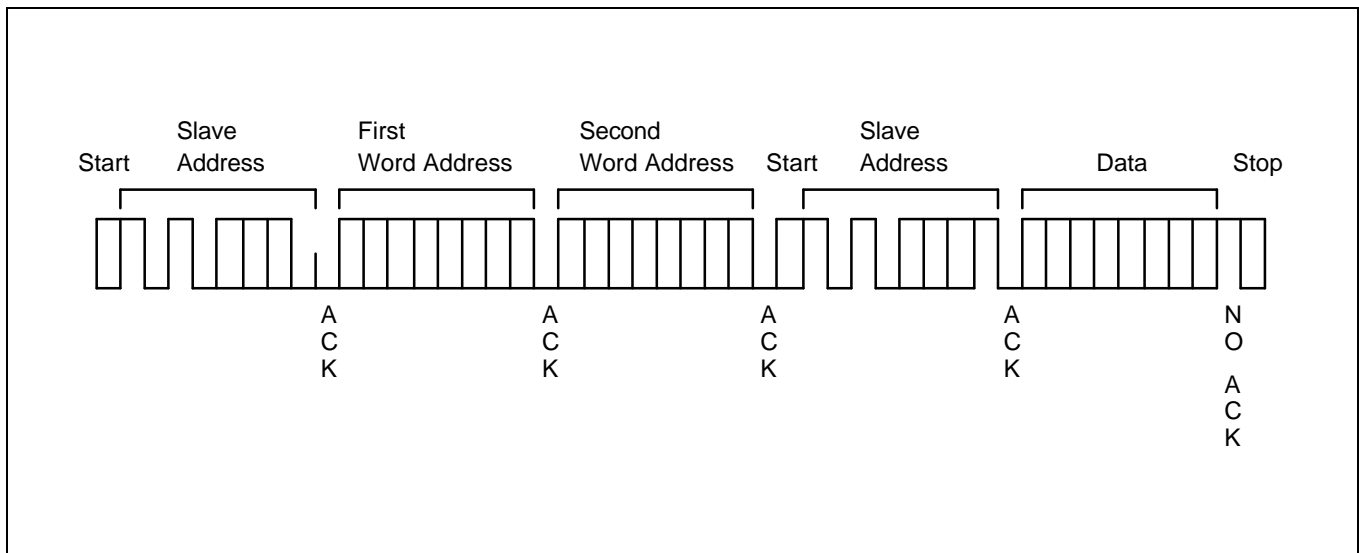 Slave
First
Second
Slave
Start
Address
Word Address
Word Address
Start
Address
Data
Stop
A
C
K
A
C
K
A
C
K
A
C
K
N
O
A
C
K